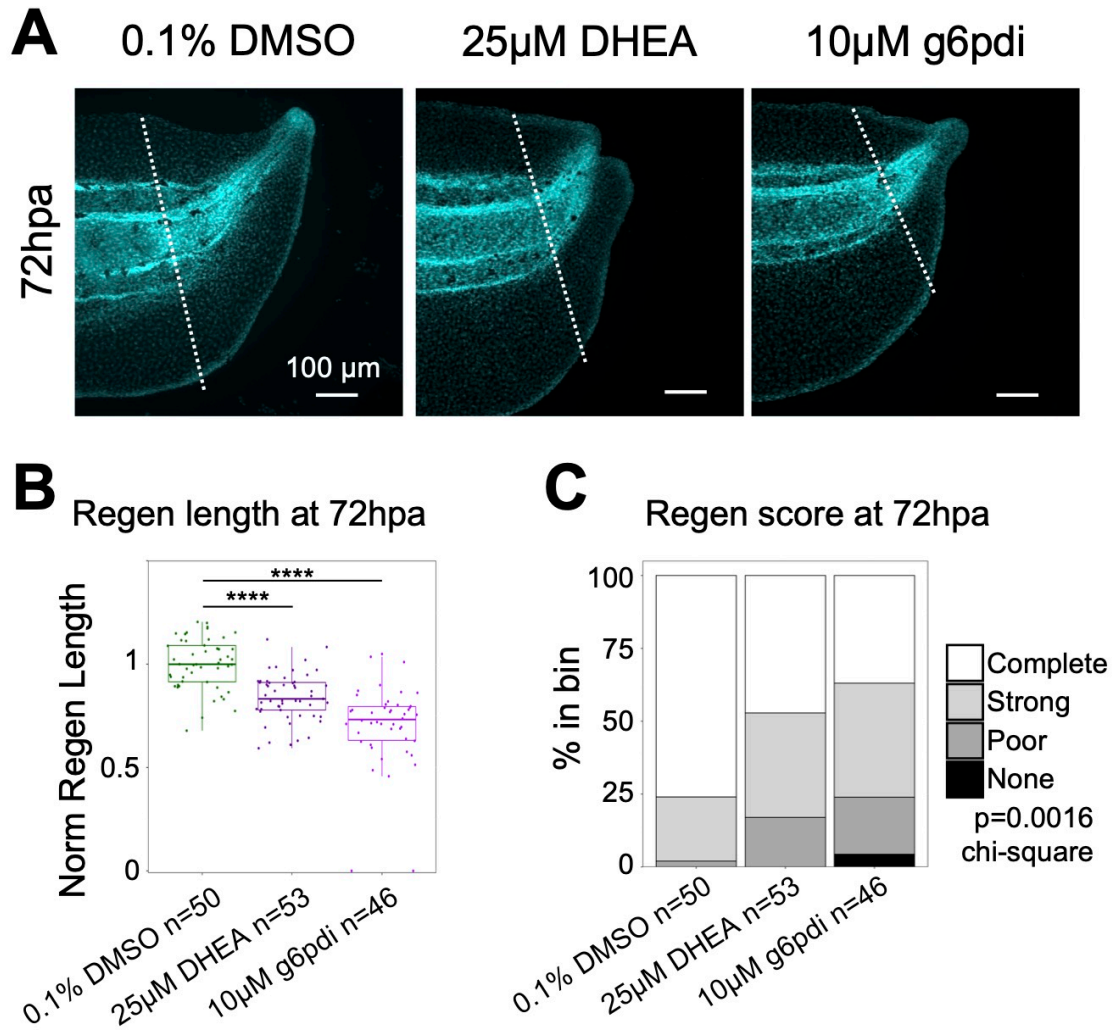 A
0.1% DMSO
25µM DHEA
10µM g6pdi
72hpa
100 µm
B
Regen length at 72hpa
Norm Regen Length
****
****
1
0.5
0
0.1% DMSO n=50
25µM DHEA n=53
10µM g6pdi n=46
C
Regen score at 72hpa
% in bin
100
75
50
25
0
0.1% DMSO n=50
25µM DHEA n=53
10µM g6pdi n=46
Complete
Strong
Poor
None
p=0.0016
chi-square